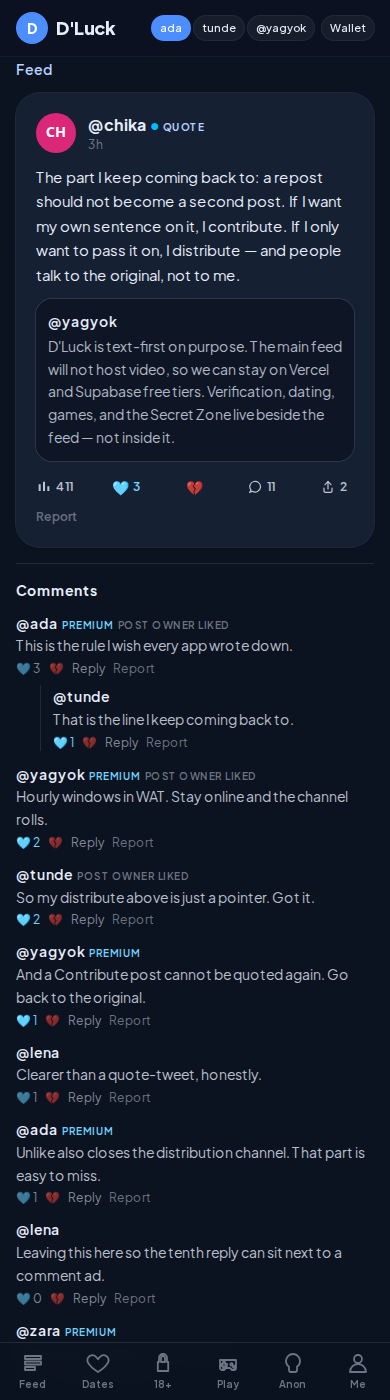 D D'Luck ada tunde @yagyok Wallet
Feed
CH @chika QUOTE
3h
The part I keep coming back to: a repost
should not become a second post. If I want
my own sentence on it, I contribute. If I only
want to pass it on, I distribute — and people
talk to the original, not to me.
@yagyok
D'Luck is text-first on purpose. The main feed
will not host video, so we can stay on Vercel
and Supabase free tiers. Verification, dating,
games, and the Secret Zone live beside the
feed — not inside it.
411 3 11 2
Report
Comments
@ada PREMIUM POST OWNER LIKED
This is the rule I wish every app wrote down.
3 Reply Report
@tunde
That is the line I keep coming back to.
1 Reply Report
@yagyok PREMIUM POST OWNER LIKED
Hourly windows in WAT. Stay online and the channel
rolls.
2 Reply Report
@tunde POST OWNER LIKED
So my distribute above is just a pointer. Got it.
2 Reply Report
@yagyok PREMIUM
And a Contribute post cannot be quoted again. Go
back to the original.
1 Reply Report
@lena
Clearer than a quote-tweet, honestly.
1 Reply Report
@ada PREMIUM
Unlike also closes the distribution channel. That part is
easy to miss.
1 Reply Report
@lena
Leaving this here so the tenth reply can sit next to a
comment ad.
0 Reply Report
@zara PREMIUM
Feed Dates 18+ Play Anon Me